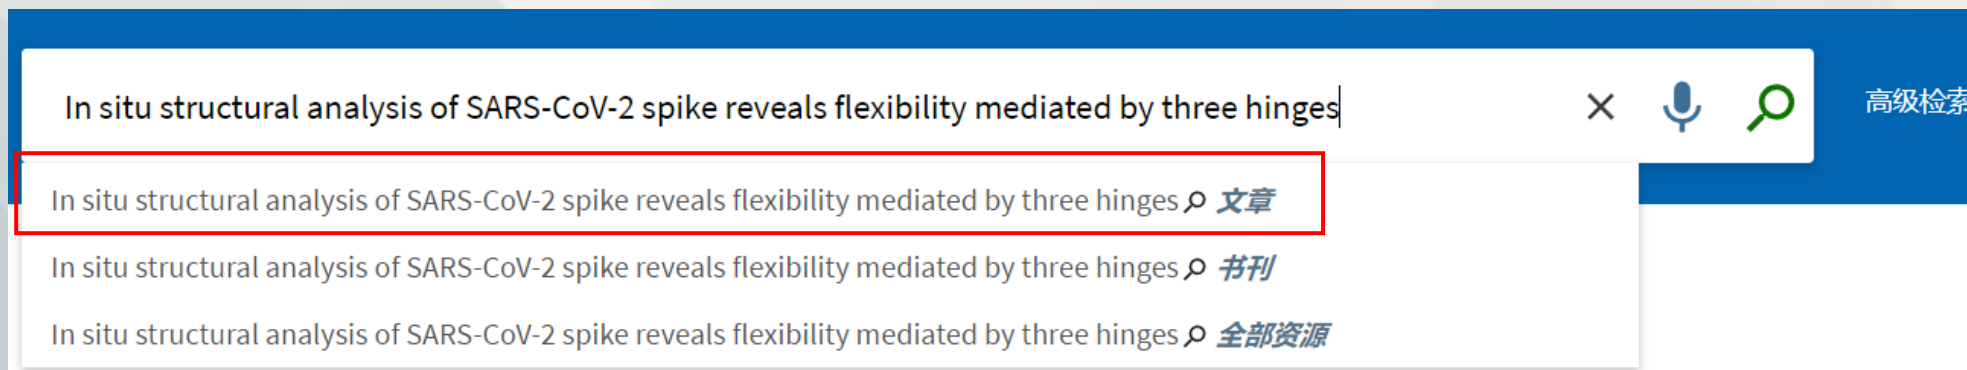 In situ structural analysis of SARS-CoV-2 spike reveals flexibility mediated by three hinges
高级检索
In situ structural analysis of SARS-CoV-2 spike reveals flexibility mediated by three hinges 文章
In situ structural analysis of SARS-CoV-2 spike reveals flexibility mediated by three hinges 书刊
In situ structural analysis of SARS-CoV-2 spike reveals flexibility mediated by three hinges 全部资源